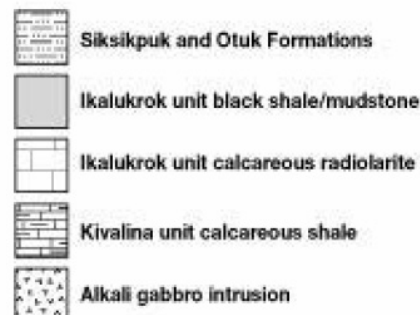 Siksikpuk and Otuk Formations
Ikalukrok unit black shale/mudstone
Ikalukrok unit calcareous radiolarite
Kivalina unit calcareous shale
Alkali gabbro intrusion